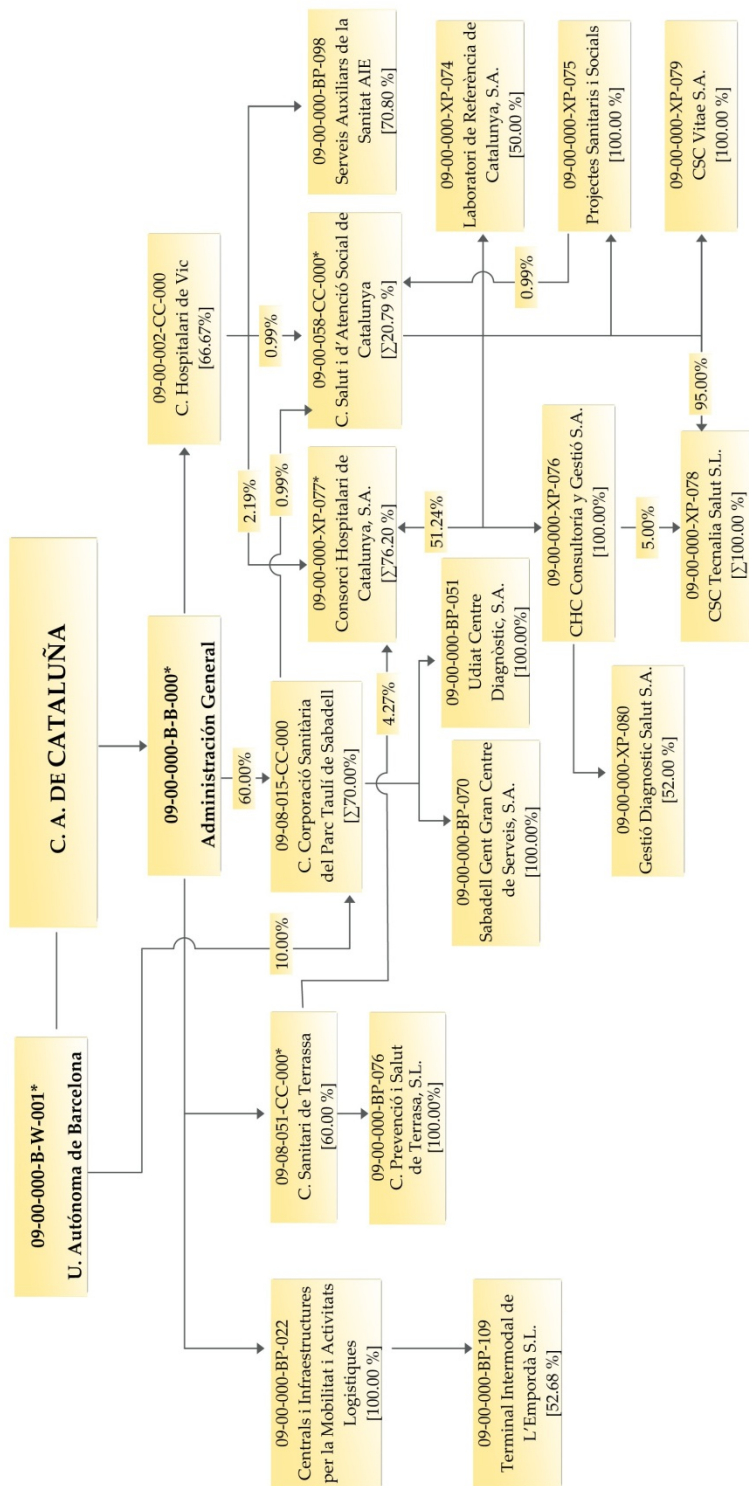 C. A. DE CATALUÑA
09-00-000-B-W-001*
U. Autónoma de Barcelona
09-00-000-B-B-000*
Administración General
10.00%
60.00%
09-00-002-CC-000
C. Hospitalari de Vic
[66.67%]
09-00-000-BP-022
Centrals i Infraestructures
per la Mobilitat i Activitats
Logístiques
[100.00 %]
09-08-051-CC-000*
C. Sanitari de Terrassa
[60.00 %]
09-08-015-CC-000
C. Corporació Sanitària
del Parc Taulí de Sabadell
[∑70.00%]
2.19%
0.99%
0.99%
09-00-000-XP-077*
Consorci Hospitalari de
Catalunya, S.A.
[∑76.20 %]
09-00-058-CC-000*
C. Salut i d’Atenció Social de
Catalunya
[∑20.79 %]
09-00-000-BP-098
Serveis Auxiliars de la
Sanitat AIE
[70.80 %]
09-00-000-BP-109
Terminal Intermodal de
L’Empordà S.L.
[52.68 %]
09-00-000-BP-076
C. Prevenció i Salut
de Terrasa, S.L.
[100.00%]
4.27%
51.24%
0.99%
09-00-000-BP-070
Sabadell Gent Gran Centre
de Serveis, S.A.
[100.00%]
09-00-000-BP-051
Udiat Centre
Diagnòstic, S.A.
[100.00%]
09-00-000-XP-074
Laboratori de Referència de
Catalunya, S.A.
[50.00 %]
09-00-000-XP-076
CHC Consultoría y Gestió S.A.
[100.00%]
09-00-000-XP-075
Projectes Sanitaris i Socials
[100.00 %]
5.00%
95.00%
09-00-000-XP-080
Gestió Diagnostic Salut S.A.
[52.00 %]
09-00-000-XP-078
CSC Tecnalia Salut S.L.
[∑100.00 %]
09-00-000-XP-079
CSC Vitae S.A.
[100.00 %]